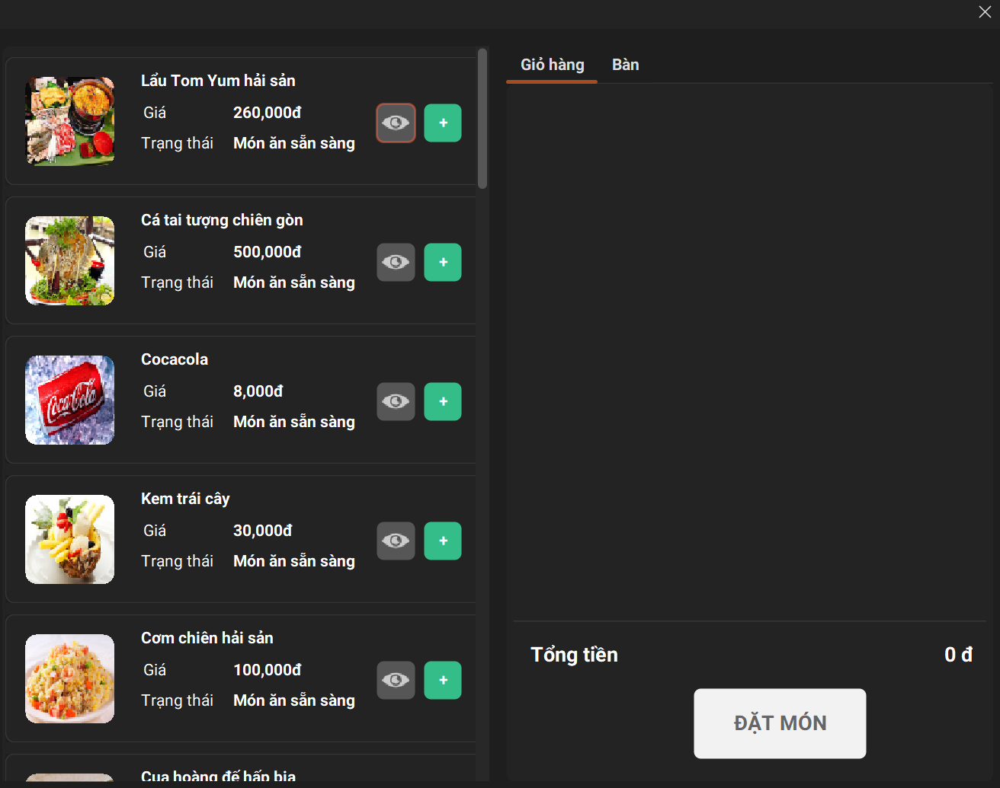 Lẩu Tom Yum hải sản
Giá 260,000đ
Trạng thái Món ăn sẵn sàng
+
Cá tai tượng chiên gòn
Giá 500,000đ
Trạng thái Món ăn sẵn sàng
+
Coca-Cola
Cocacola
Giá 8,000đ
Trạng thái Món ăn sẵn sàng
+
Kem trái cây
Giá 30,000đ
Trạng thái Món ăn sẵn sàng
+
Cơm chiên hải sản
Giá 100,000đ
Trạng thái Món ăn sẵn sàng
+
Cua hoàng đế hấp bia
Giỏ hàng Bàn
Tổng tiền 0 đ
ĐẶT MÓN